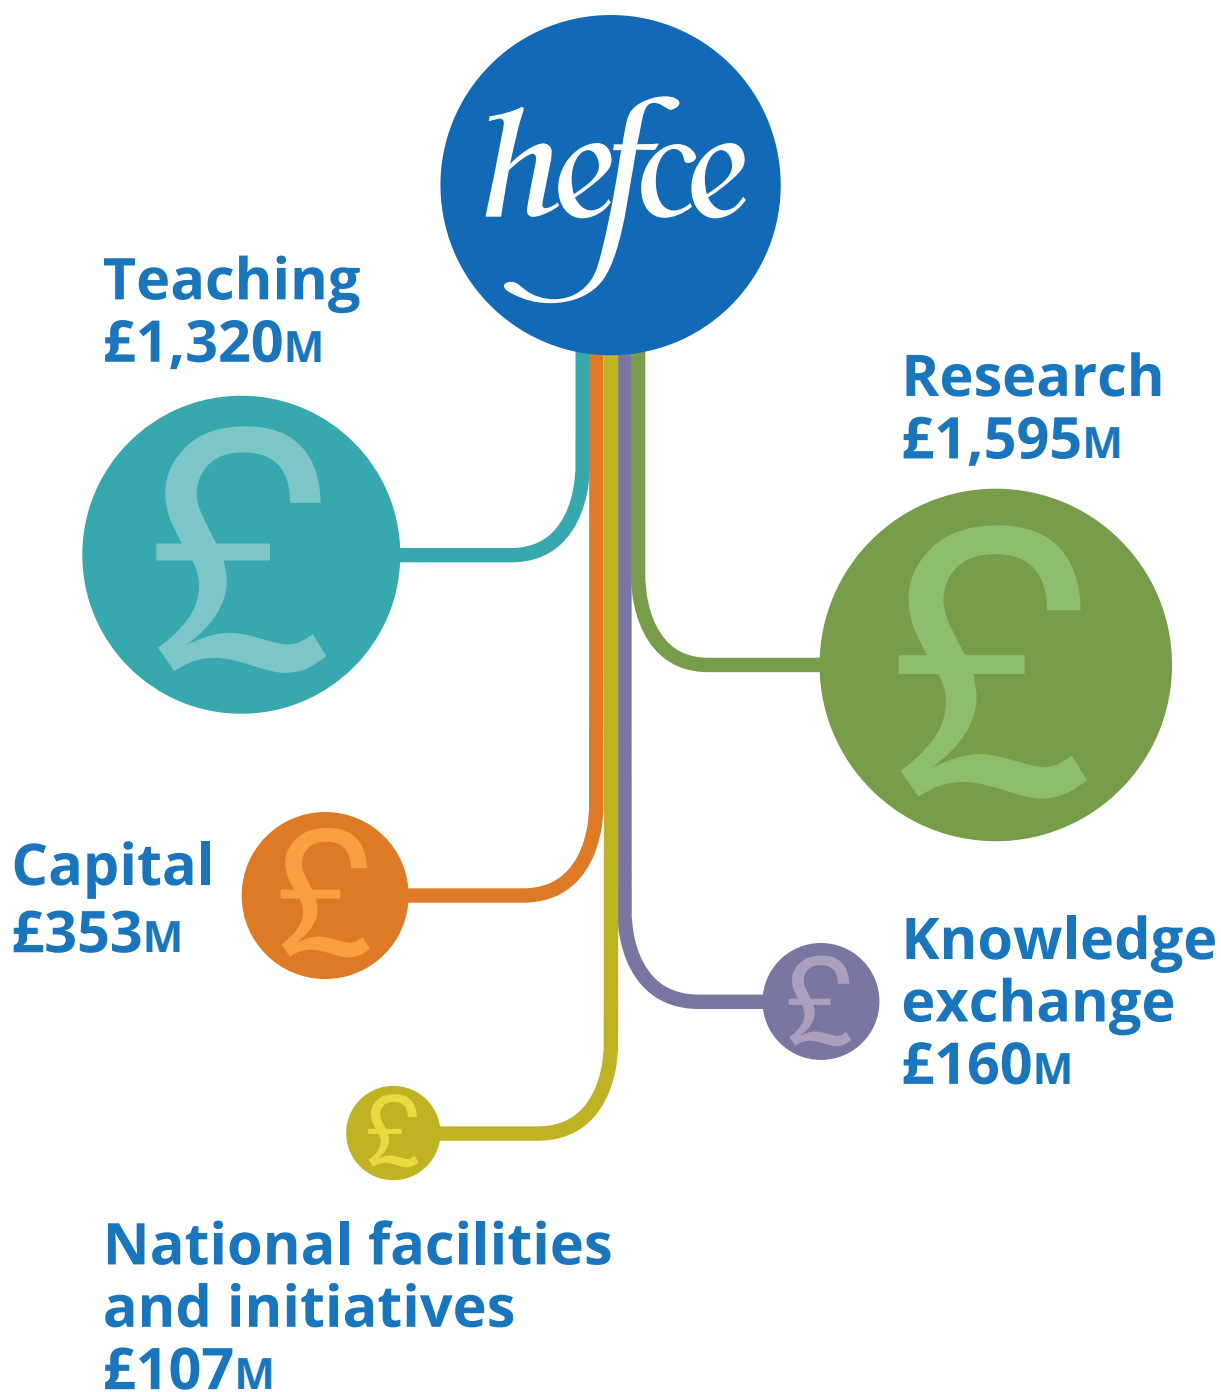 hefce
Teaching
£1,320M
Research
£1,595M
£
£
Capital
£353M
£
Knowledge
exchange
£160M
£
£
National facilities
and initiatives
£107M